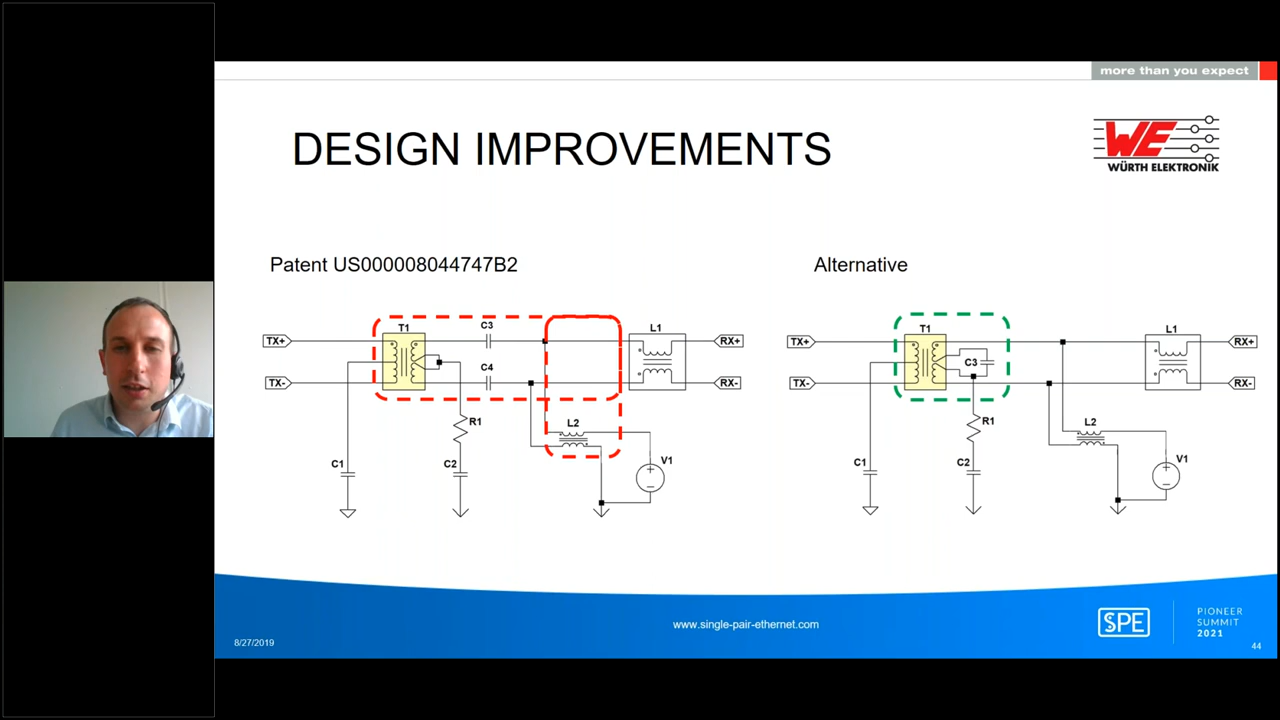 more than you expect
DESIGN IMPROVEMENTS
WE
WÜRTH ELEKTRONIK
Patent US000008044747B2
Alternative
T1
C3
L1
TX+
RX+
C4
TX-
RX-
L2
R1
C1
C2
V1
T1
L1
TX+
RX+
C3
TX-
RX-
L2
R1
C1
C2
V1
8/27/2019
www.single-pair-ethernet.com
SPE
PIONEER
SUMMIT
2021
44